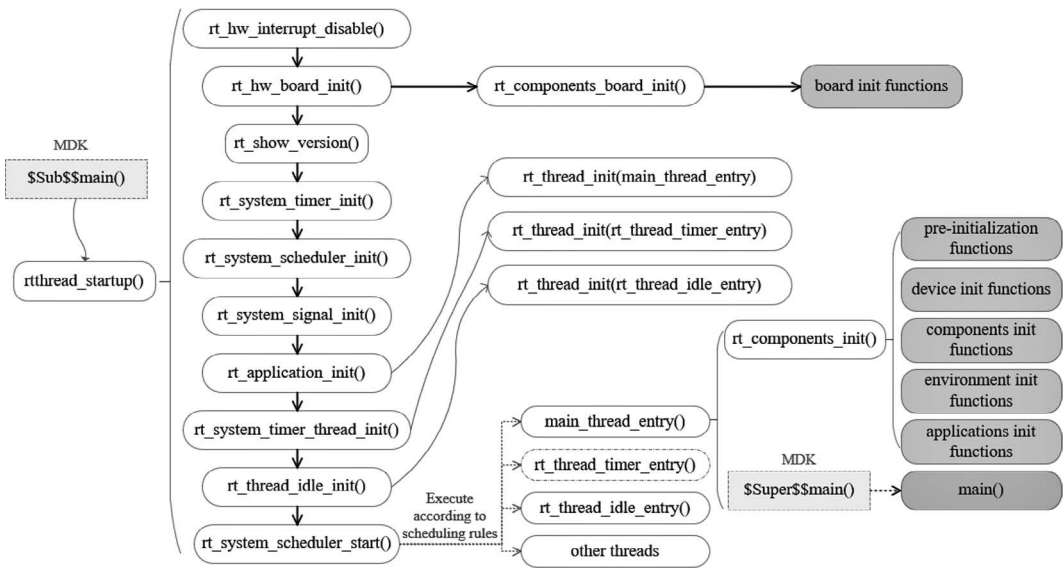 MDK
$Sub$$main()
rtthread_startup()
rt_hw_interrupt_disable()
rt_hw_board_init()
rt_components_board_init()
board init functions
rt_show_version()
rt_system_timer_init()
rt_system_scheduler_init()
rt_system_signal_init()
rt_application_init()
rt_system_timer_thread_init()
rt_thread_idle_init()
rt_system_scheduler_start()
rt_thread_init(main_thread_entry)
rt_thread_init(rt_thread_timer_entry)
rt_thread_init(rt_thread_idle_entry)
Execute
according to
scheduling rules
main_thread_entry()
rt_thread_timer_entry()
rt_thread_idle_entry()
other threads
rt_components_init()
MDK
$Super$$main()
pre-initialization
functions
device init functions
components init
functions
environment init
functions
applications init
functions
main()